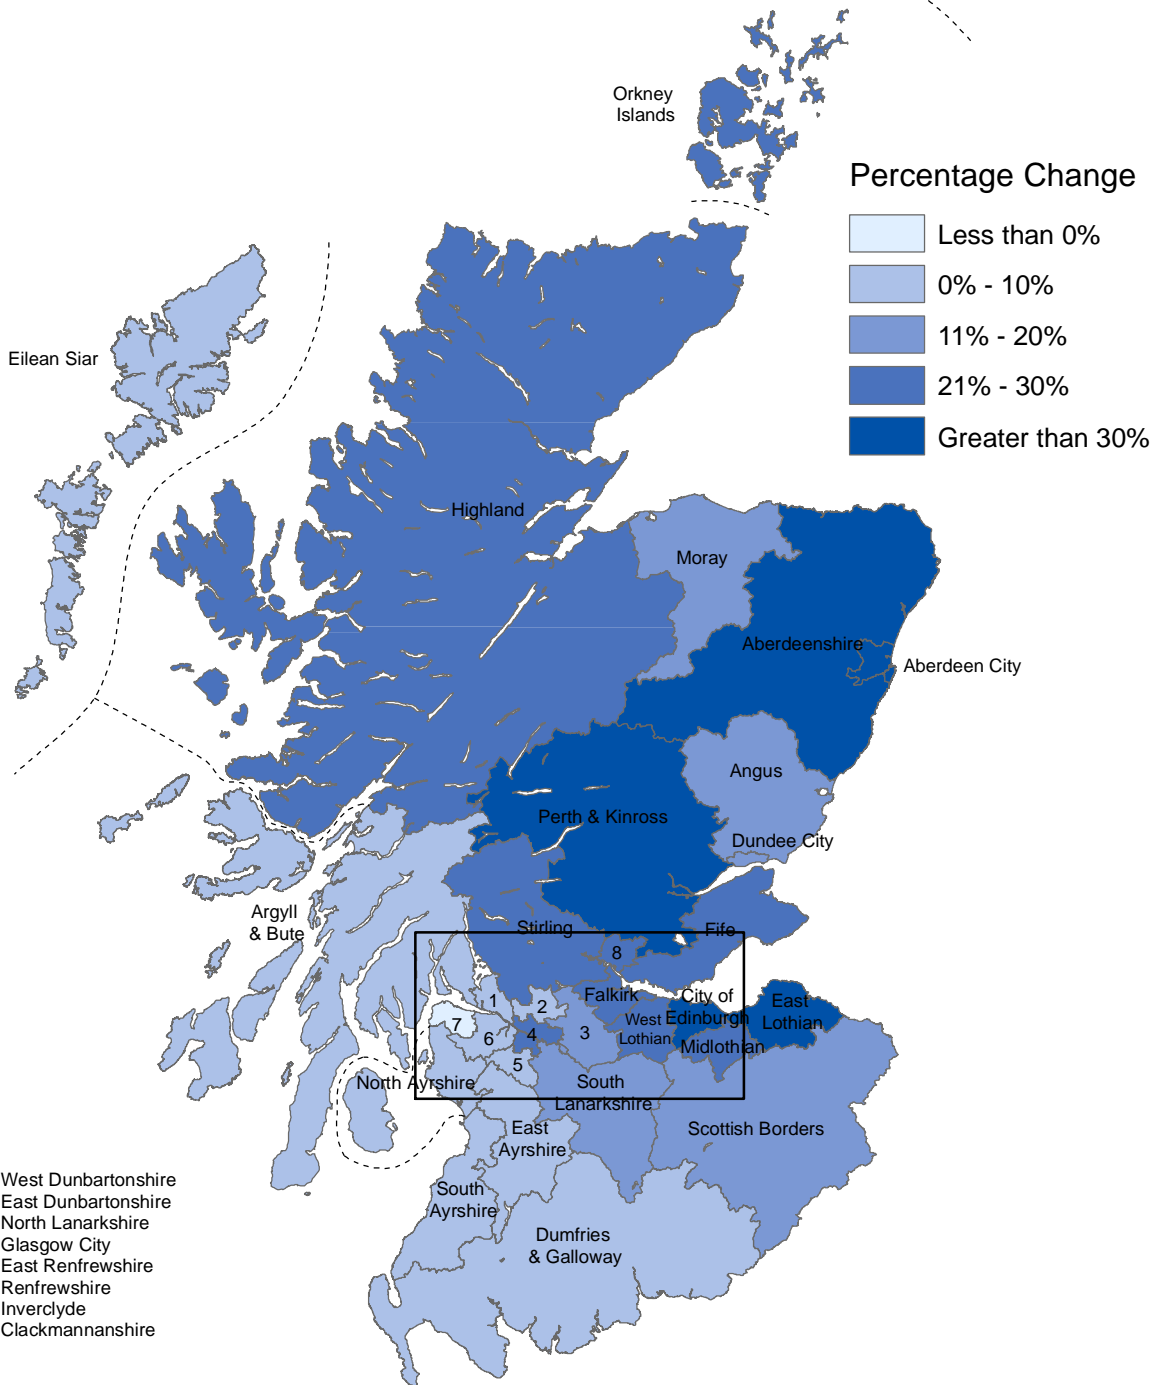 Orkney
Islands
Percentage Change
Less than 0%
0% - 10%
11% - 20%
21% - 30%
Greater than 30%
Eilean Siar
Highland
Moray
Aberdeenshire
Aberdeen City
Angus
Perth & Kinross
Dundee City
Argyll
& Bute
Stirling
Fife
8
1
2
Falkirk
City of
Edinburgh
East
Lothian
7
6
4
3
West
Lothian
Midlothian
5
North Ayrshire
South
Lanarkshire
East
Ayrshire
Scottish Borders
South
Ayrshire
Dumfries
& Galloway
West Dunbartonshire
East Dunbartonshire
North Lanarkshire
Glasgow City
East Renfrewshire
Renfrewshire
Inverclyde
Clackmannanshire